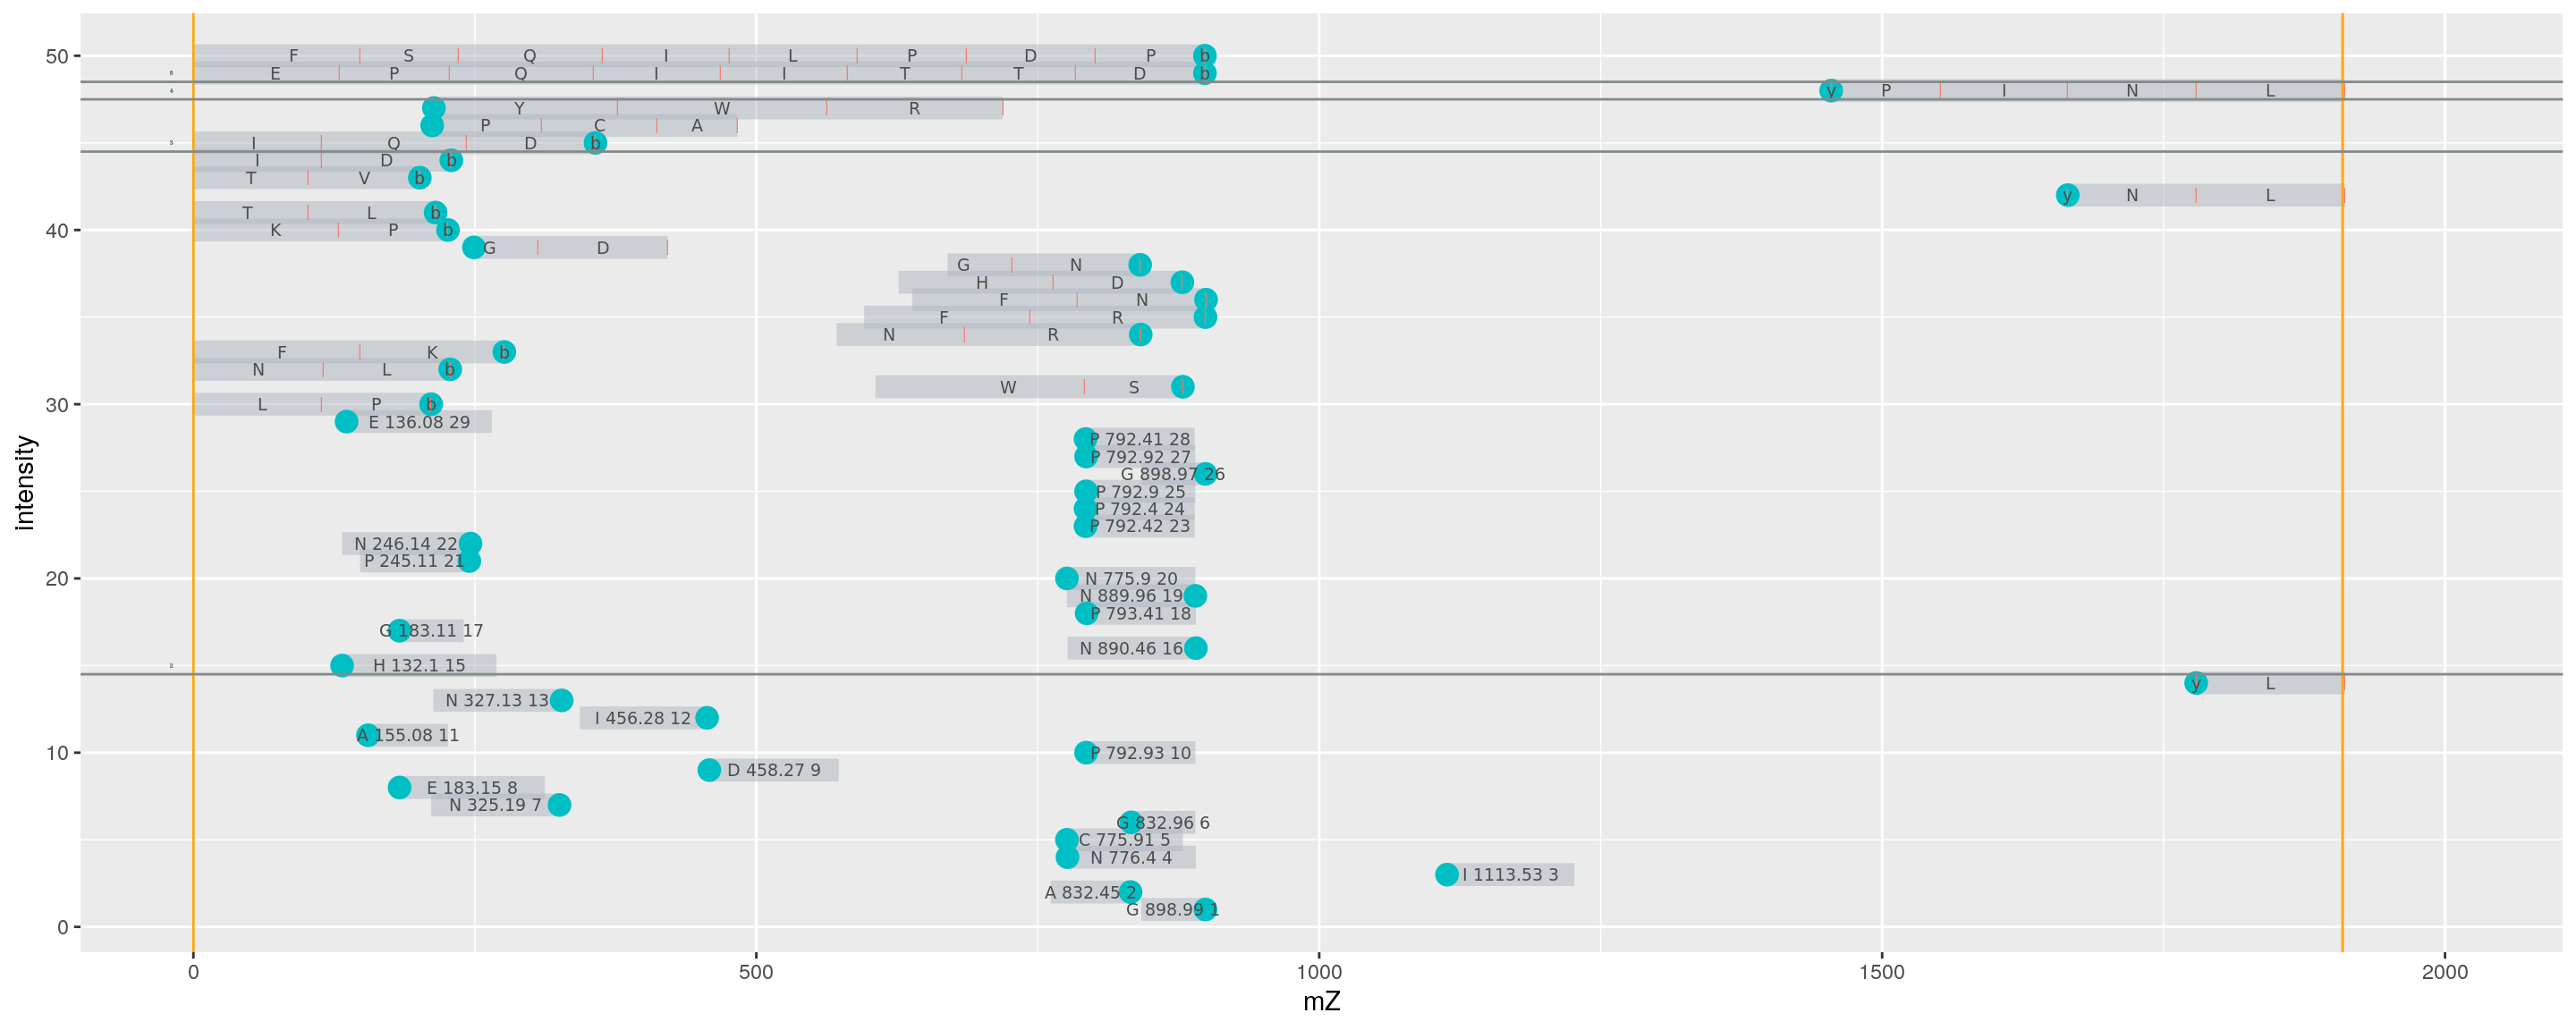 50 F S Q I L P D P b
5 E P Q I I T T D b
4 y P I N L
Y W R
P C A
3 I Q D b
I D b
T V b
y N L
T L b
40 K P b
G D
G N
H D
F N
F R
N R
F K b
N L b
W S
30 L P b
E 136.08 29
P 792.41 28
P 792.92 27
G 898.97 26
P 792.9 25
P 792.4 24
P 792.42 23
N 246.14 22
P 245.11 21
20 N 775.9 20
N 889.96 19
P 793.41 18
G 183.11 17
N 890.46 16
2 H 132.1 15
y L
N 327.13 13
I 456.28 12
A 155.08 11
10 P 792.93 10
D 458.27 9
E 183.15 8
N 325.19 7
G 832.96 6
C 775.91 5
N 776.4 4
I 1113.53 3
A 832.45 2
G 898.99 1
0
0 500 1000 1500 2000
mZ
intensity